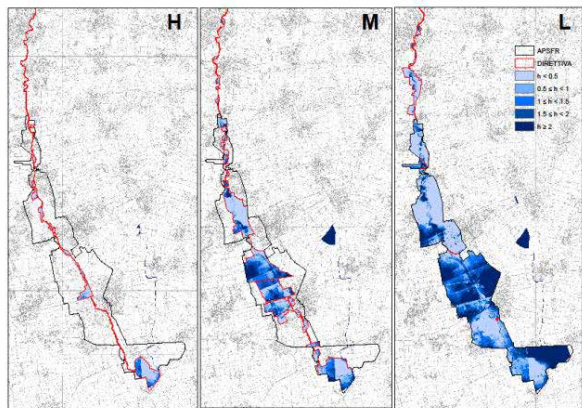 H
M
L
APSFR
DIRETTIVA
h < 0.5
0.5 ≤ h < 1
1 ≤ h < 1.5
1.5 ≤ h < 2
h ≥ 2